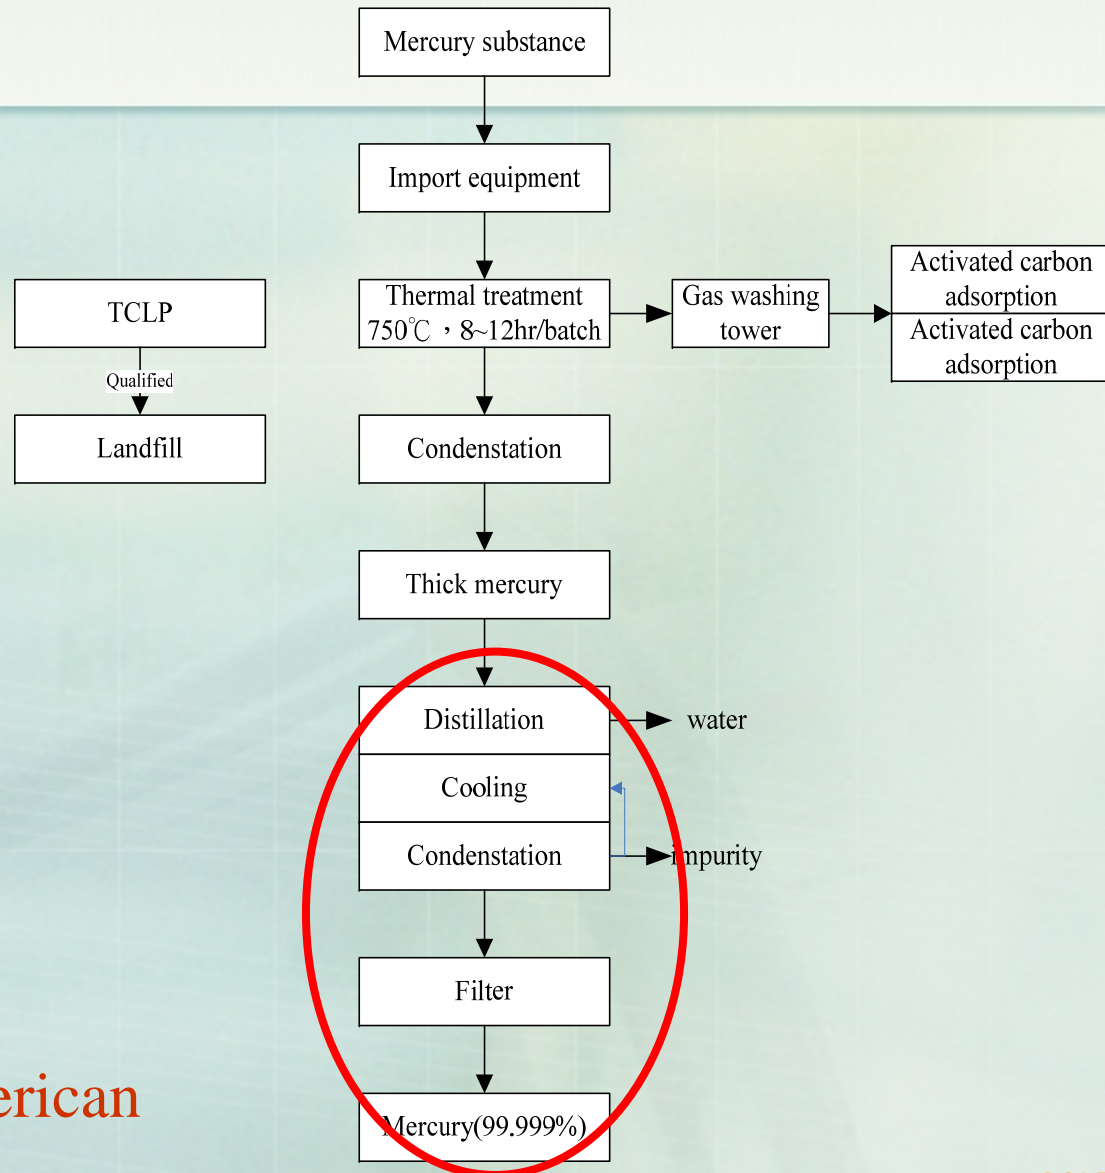 Mercury substance
Import equipment
TCLP
Thermal treatment
750℃，8~12hr/batch
Gas washing
tower
Activated carbon
adsorption
Activated carbon
adsorption
Qualified
Landfill
Condenstation
Thick mercury
Distillation
water
Cooling
Condenstation
impurity
Filter
erican
Mercury(99.999%)